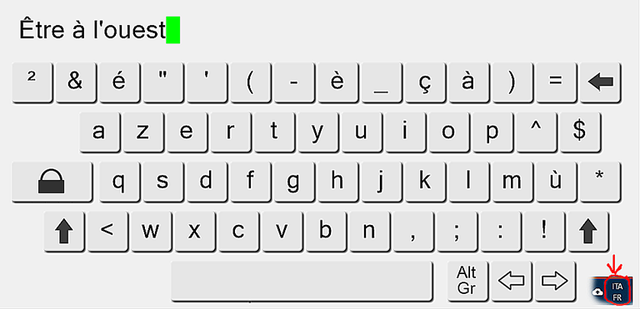 Être à l'ouest
² & é " ' ( - è _ ç à ) =
a z e r t y u i o p ^ $
q s d f g h j k l m ù *
< w x c v b n , ; : !
Alt
Gr
ITA
FR